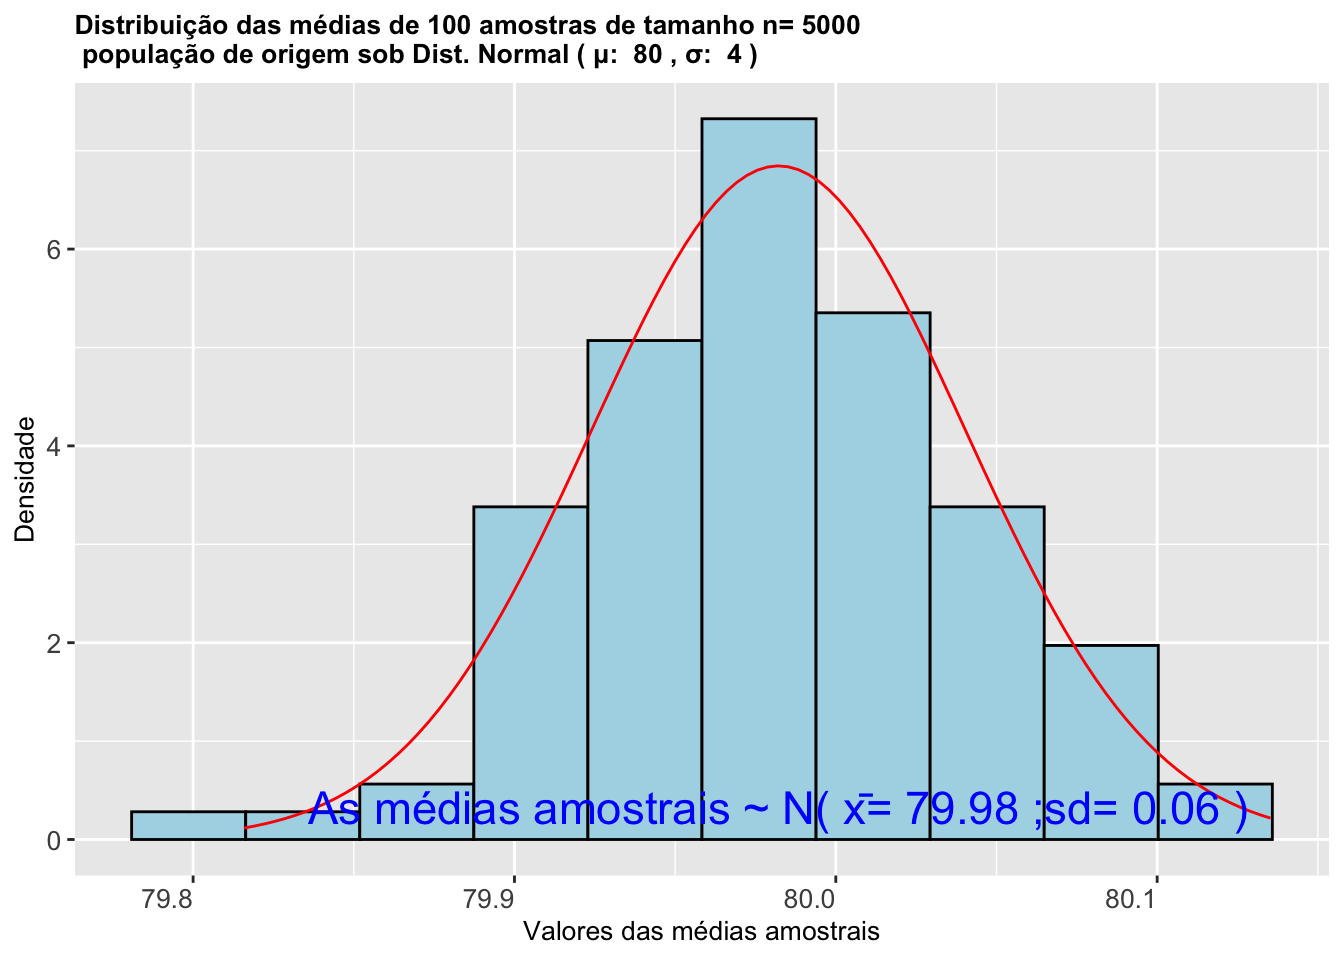 Distribuição das médias de 100 amostras de tamanho n= 5000
população de origem sob Dist. Normal ( μ:  80 , σ:  4 )
Densidade
6
4
2
0
As médias amostrais ~ N( x̄= 79.98 ;sd= 0.06 )
79.8
79.9
80.0
80.1
Valores das médias amostrais